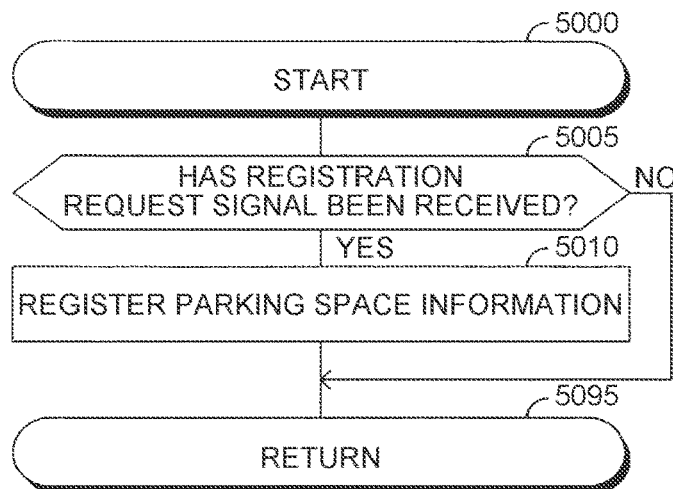 5000
START
5005
HAS REGISTRATION
REQUEST SIGNAL BEEN RECEIVED?
NO
YES
5010
REGISTER PARKING SPACE INFORMATION
5095
RETURN